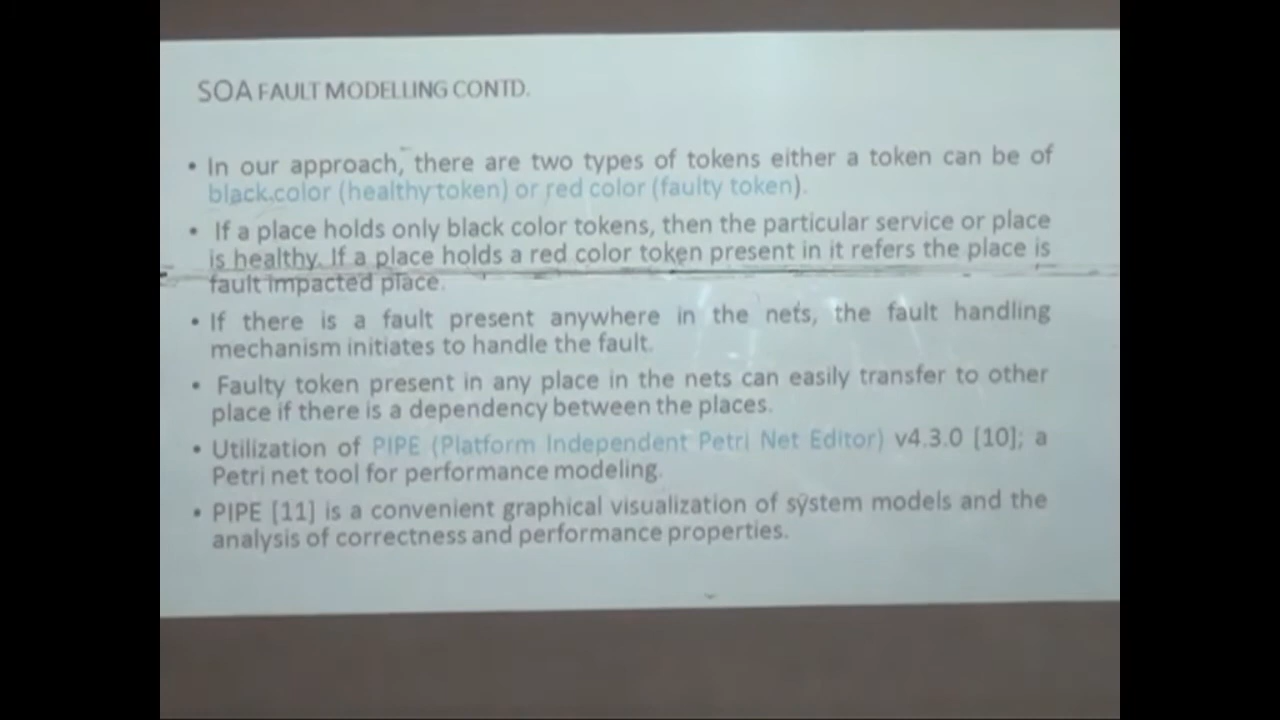 SOA FAULT MODELLING CONTD.
• In our approach, there are two types of tokens either a token can be of
black color (healthy token) or red color (faulty token).
• If a place holds only black color tokens, then the particular service or place
is healthy. If a place holds a red color token present in it refers the place is
fault impacted place.
• If there is a fault present anywhere in the nets, the fault handling
mechanism initiates to handle the fault.
• Faulty token present in any place in the nets can easily transfer to other
place if there is a dependency between the places.
• Utilization of PIPE (Platform Independent Petri Net Editor) v4.3.0 [10]; a
Petri net tool for performance modeling.
• PIPE [11] is a convenient graphical visualization of system models and the
analysis of correctness and performance properties.